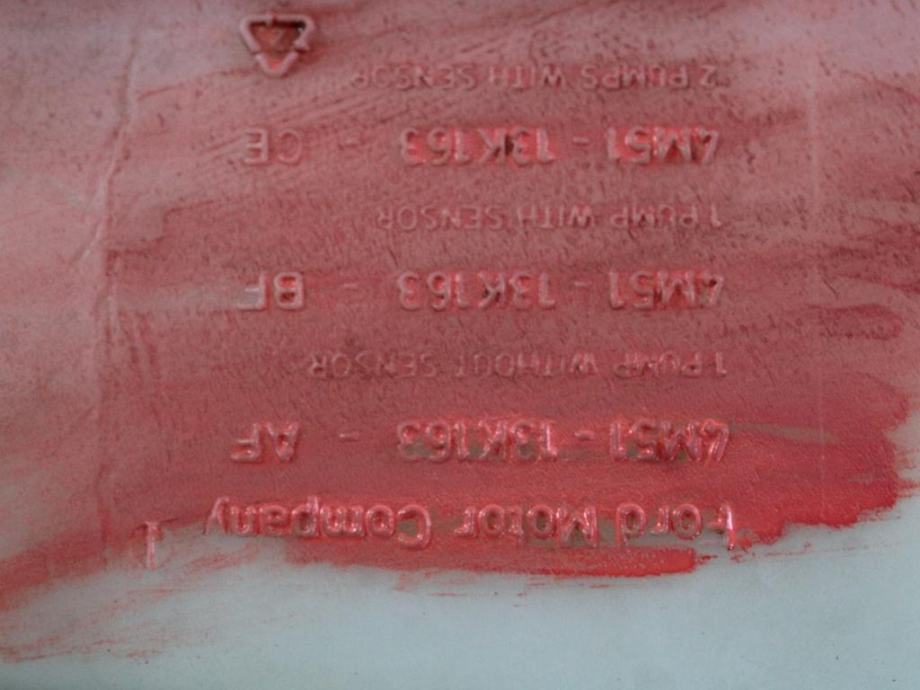 Ford Motor Company
4M51 - 13K163 - AF
1 PUMP WITHOUT SENSOR
4M51 - 13K163 - BF
1 PUMP WITH SENSOR
4M51 - 13K163 - CE
2 PUMPS WITH SENSOR